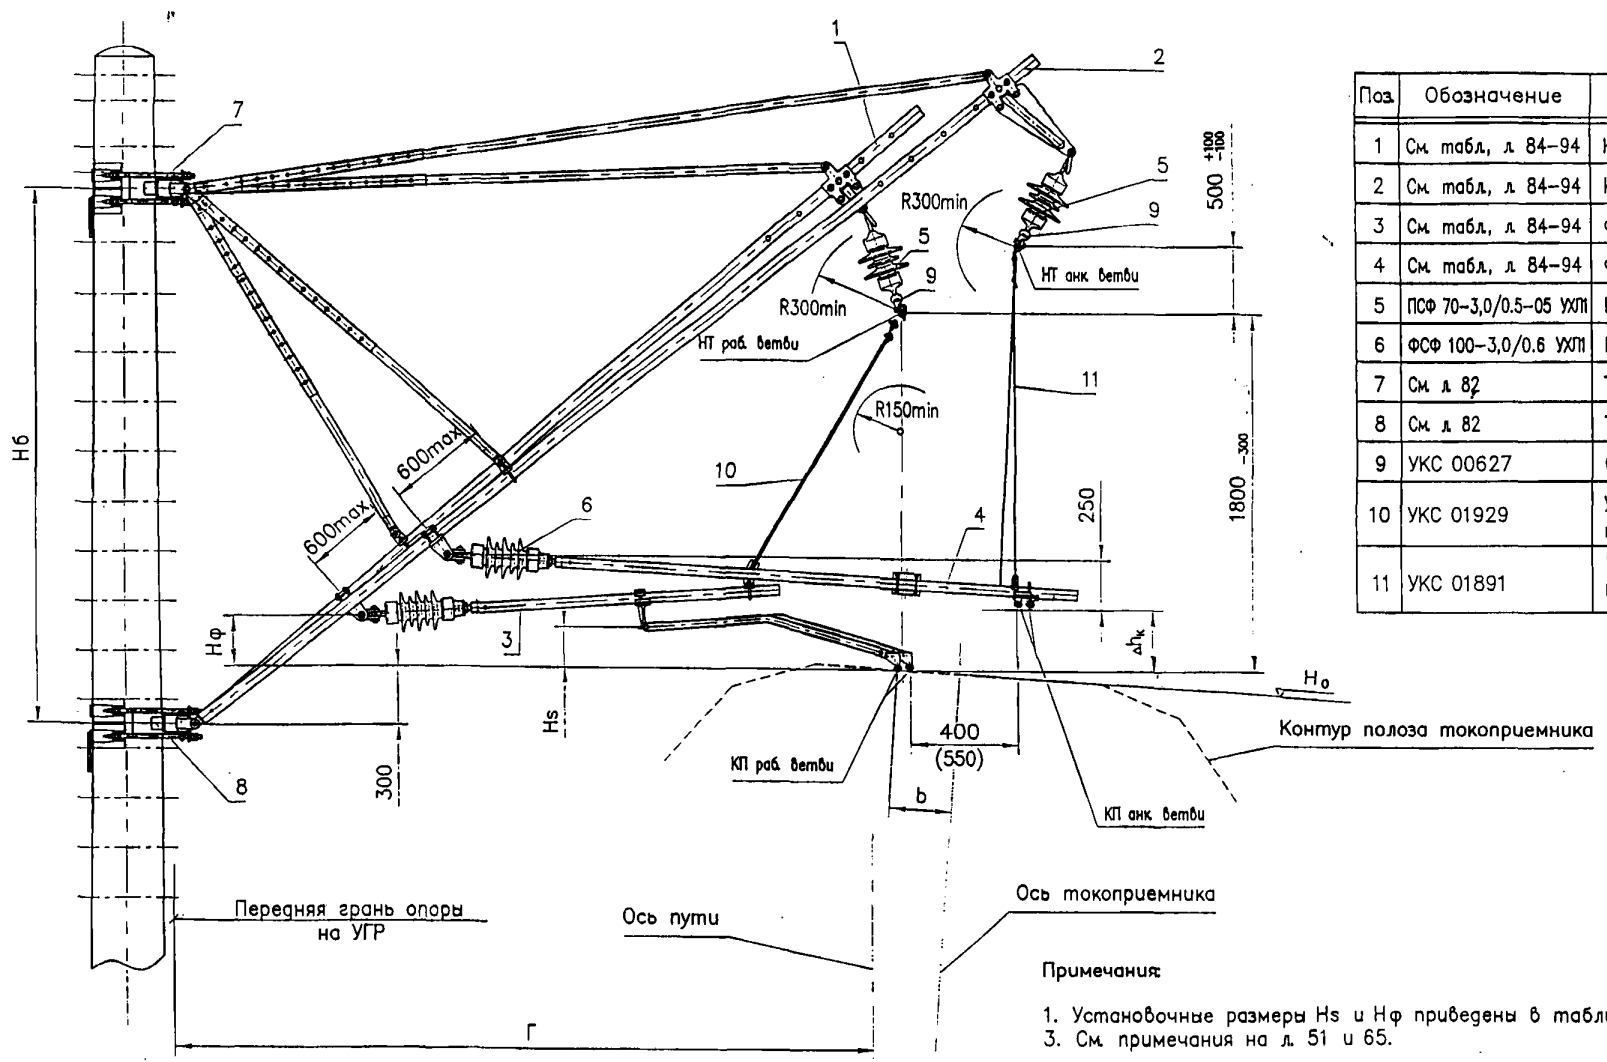 1
2
7
5
9
R300min
500 +100 -100
НТ анк. ветви
5
9
R300min
НТ раб. ветви
11
R150min
Нб
600max
10
1800 -300
600max
6
4
250
Нφ
3
Δhк
Hs
Н₀
400
(550)
Контур полоза токоприемника
КП раб. ветви
300
8
b
КП анк. ветви
Передняя грань опоры
на УГР
Ось пути
Ось токоприемника
Г
Поз. Обозначение
1 См. табл., л. 84-94
2 См. табл., л. 84-94
3 См. табл., л. 84-94
4 См. табл., л. 84-94
5 ПСФ 70-3,0/0.5-05 УХЛ1
6 ФСФ 100-3,0/0.6 УХЛ1
7 См. л. 82
8 См. л. 82
9 УКС 00627
10 УКС 01929
11 УКС 01891
Примечания:
1. Установочные размеры Hs и Нφ приведены в табли
3. См. примечания на л. 51 и 65.